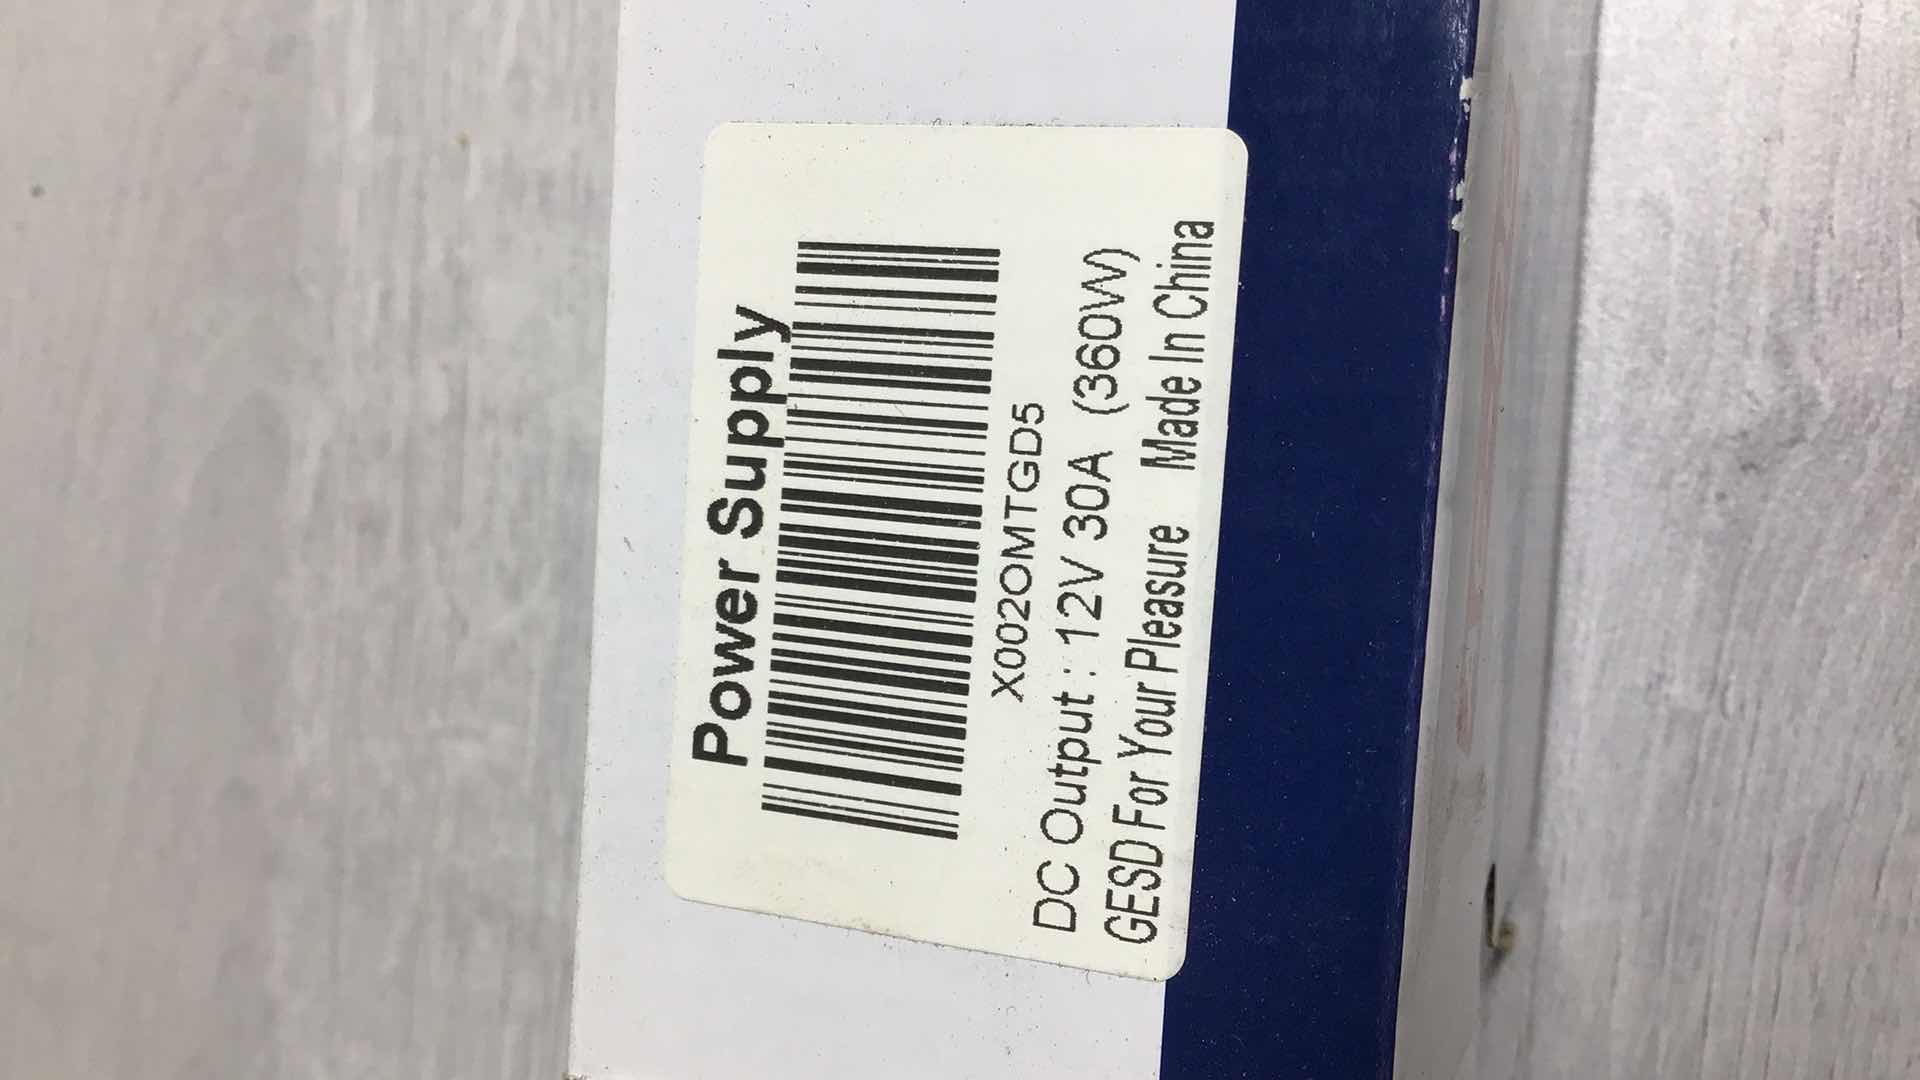 Power Supply
X002OMTGD5
DC Output : 12V 30A (360W)
GESD For Your Pleasure Made In China